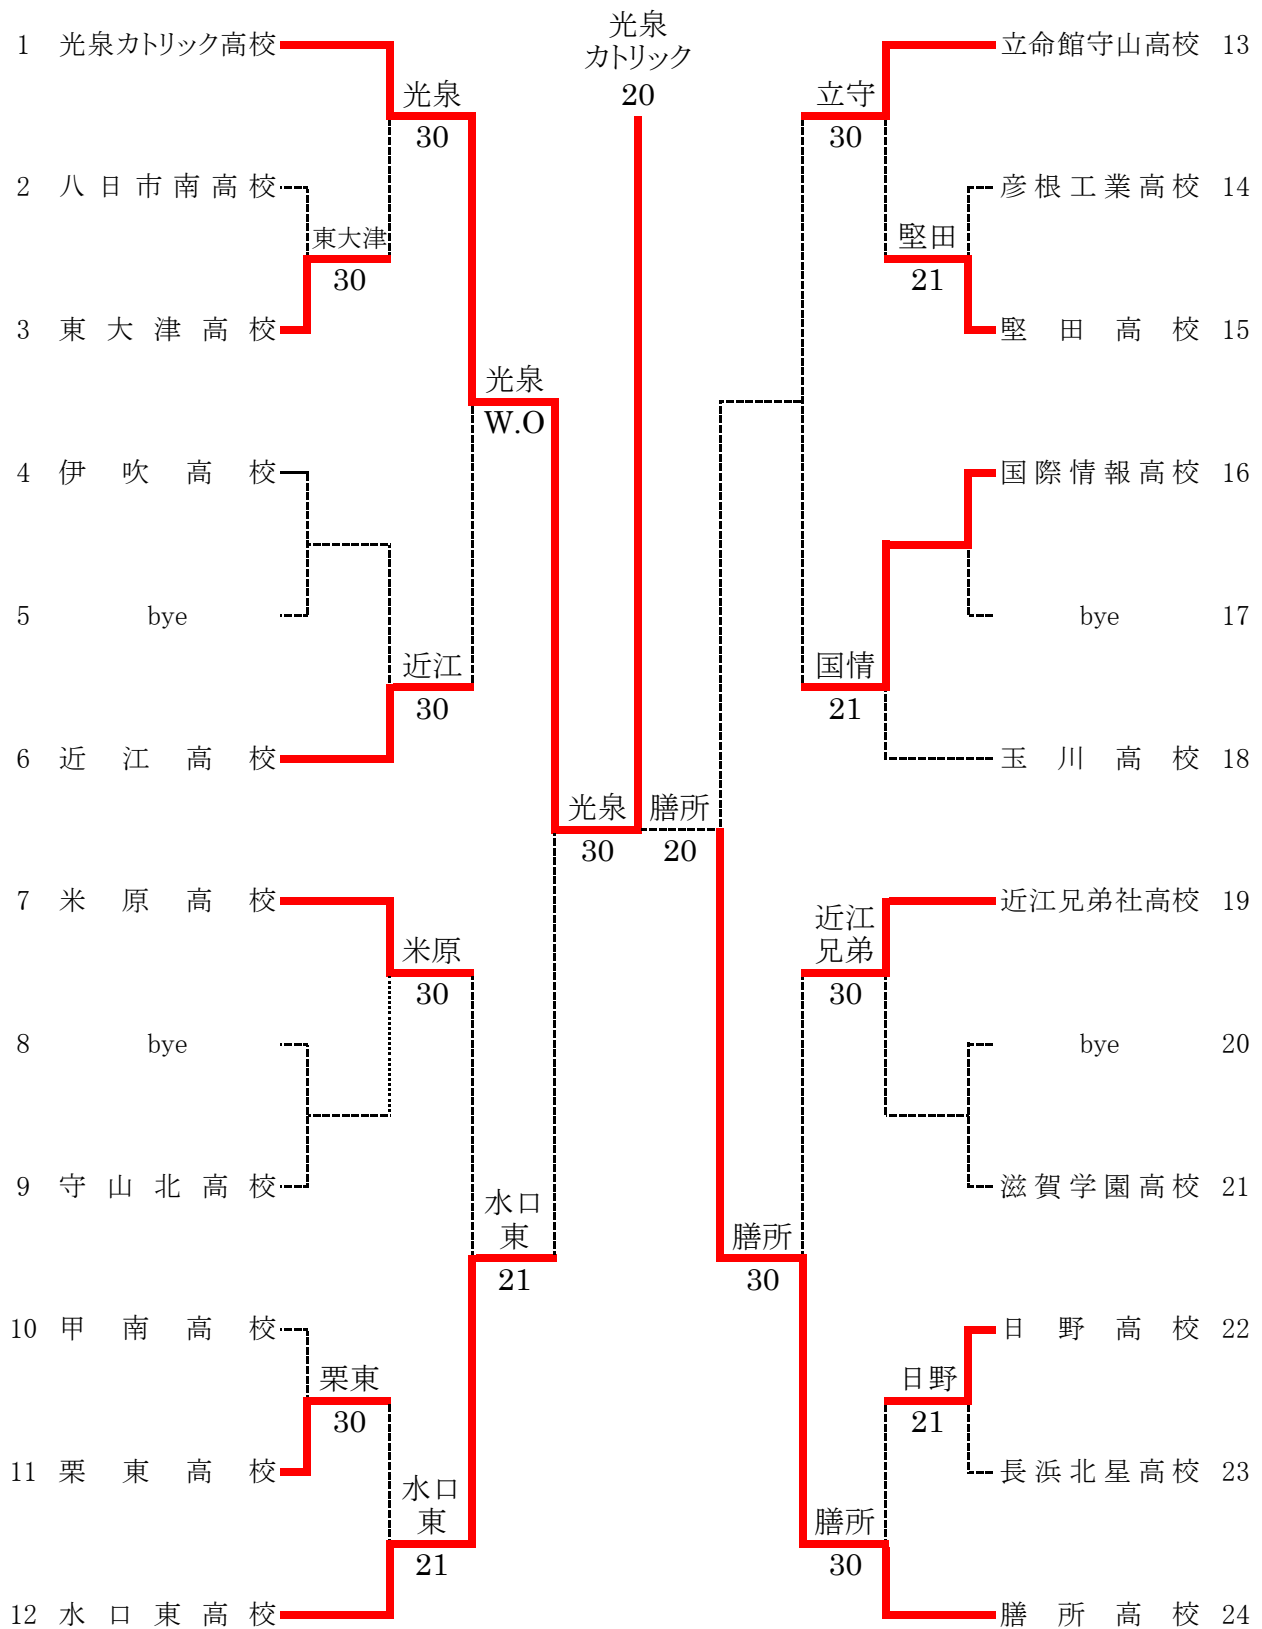 光泉
カトリック
20
1 光泉カトリック高校
光泉
30
2 八日市南高校
東大津
30
3 東大津高校
光泉
W.O
4 伊吹高校
5 bye
近江
30
6 近江高校
光泉
30
7 米原高校
米原
30
8 bye
9 守山北高校
水口
東
21
10 甲南高校
栗東
30
11 栗東高校
水口
東
21
12 水口東高校
立命館守山高校 13
立守
30
彦根工業高校 14
堅田
21
堅田高校 15
国際情報高校 16
bye 17
国情
21
玉川高校 18
膳所
20
近江兄弟社高校 19
近江
兄弟
30
bye 20
滋賀学園高校 21
膳所
30
日野高校 22
日野
21
長浜北星高校 23
膳所
30
膳所高校 24